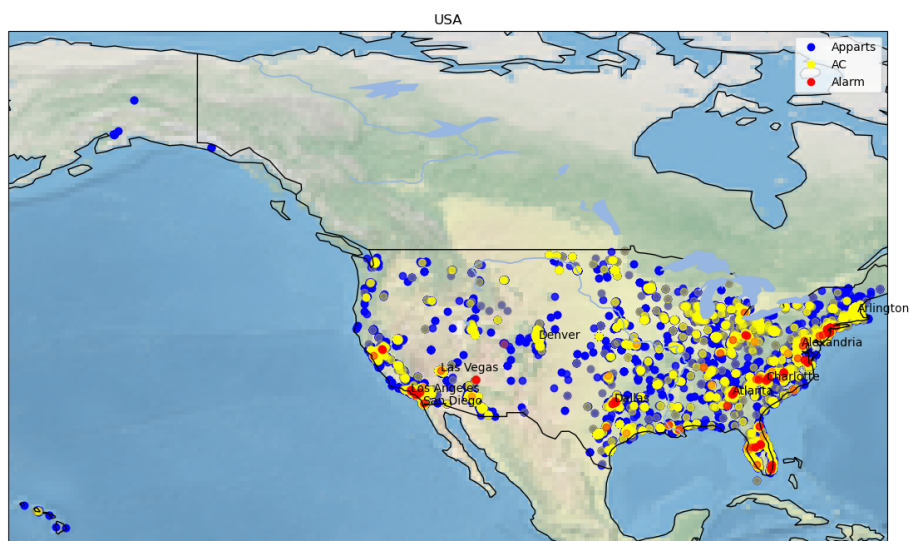 USA
Apparts
AC
Alarm
Arlington
Denver
Alexandria
Las Vegas
Charlotte
Los Angeles
Atlanta
San Diego
Dallas